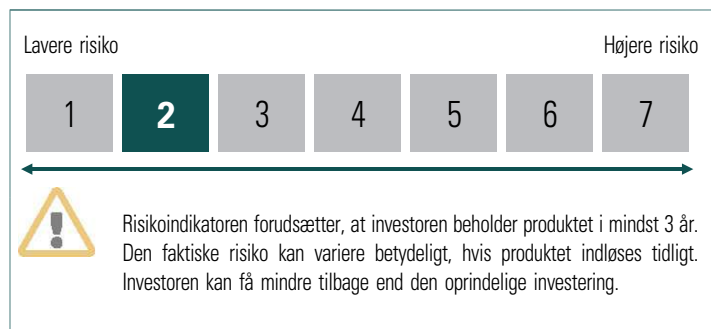 Lavere risiko Højere risiko
1 2 3 4 5 6 7
Risikoindikatoren forudsætter, at investoren beholder produktet i mindst 3 år.
Den faktiske risiko kan variere betydeligt, hvis produktet indløses tidligt.
Investoren kan få mindre tilbage end den oprindelige investering.